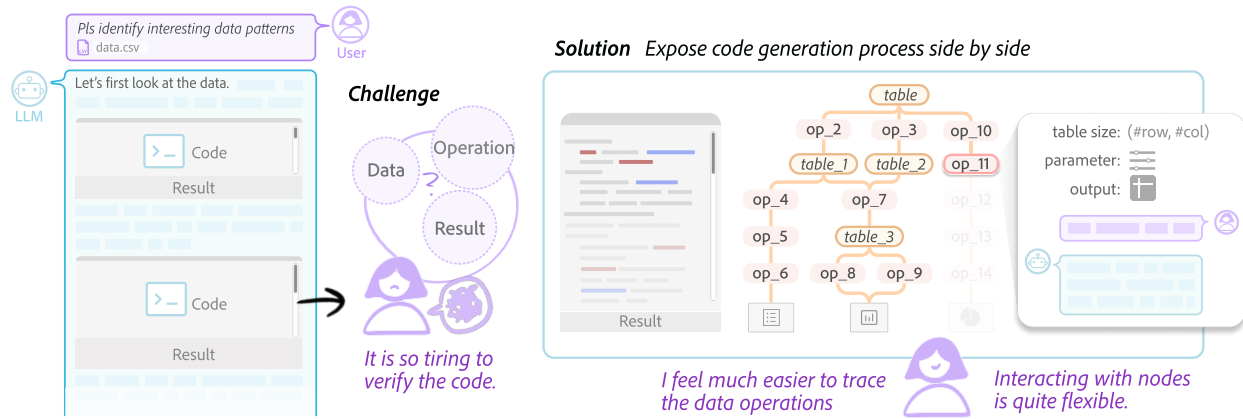 Pls identify interesting data patterns
data.csv
User
LLM
Let's first look at the data.
Code
Result
Code
Result
Challenge
Data
Operation
?
Result
It is so tiring to
verify the code.
Solution Expose code generation process side by side
Result
table
op_2 op_3 op_10
table_1 table_2 op_11
op_4 op_7 op_12
op_5 table_3 op_13
op_6 op_8 op_9 op_14
table size: (#row, #col)
parameter:
output:
I feel much easier to trace
the data operations
Interacting with nodes
is quite flexible.